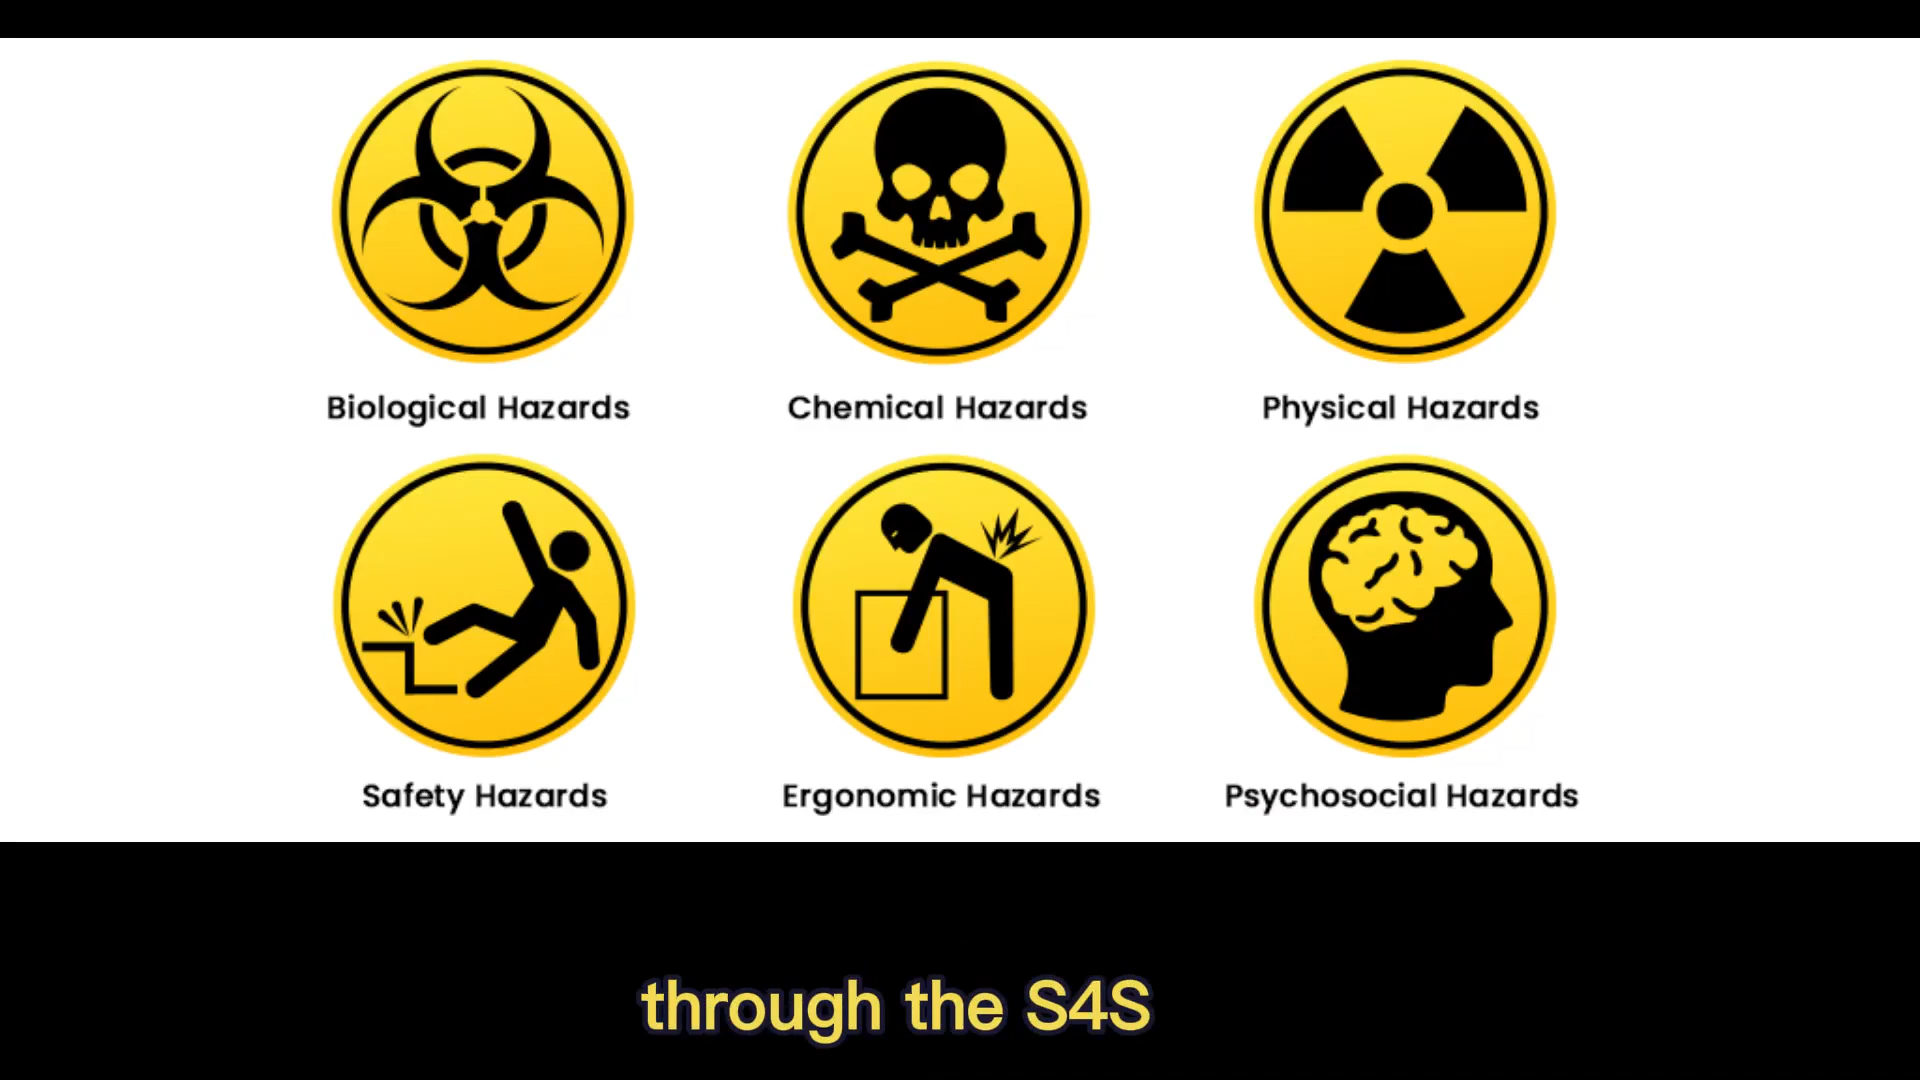 Biological Hazards
Chemical Hazards
Physical Hazards
Safety Hazards
Ergonomic Hazards
Psychosocial Hazards
through the S4S